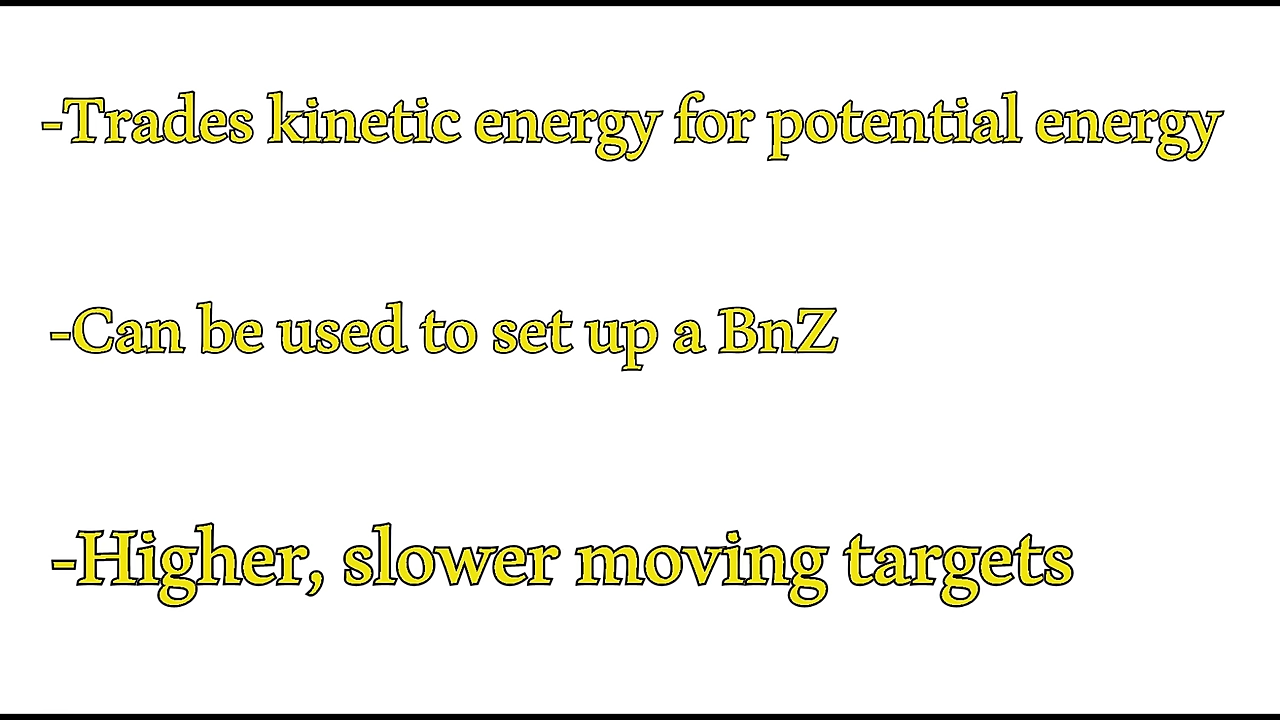 -Trades kinetic energy for potential energy
-Can be used to set up a BnZ
-Higher, slower moving targets